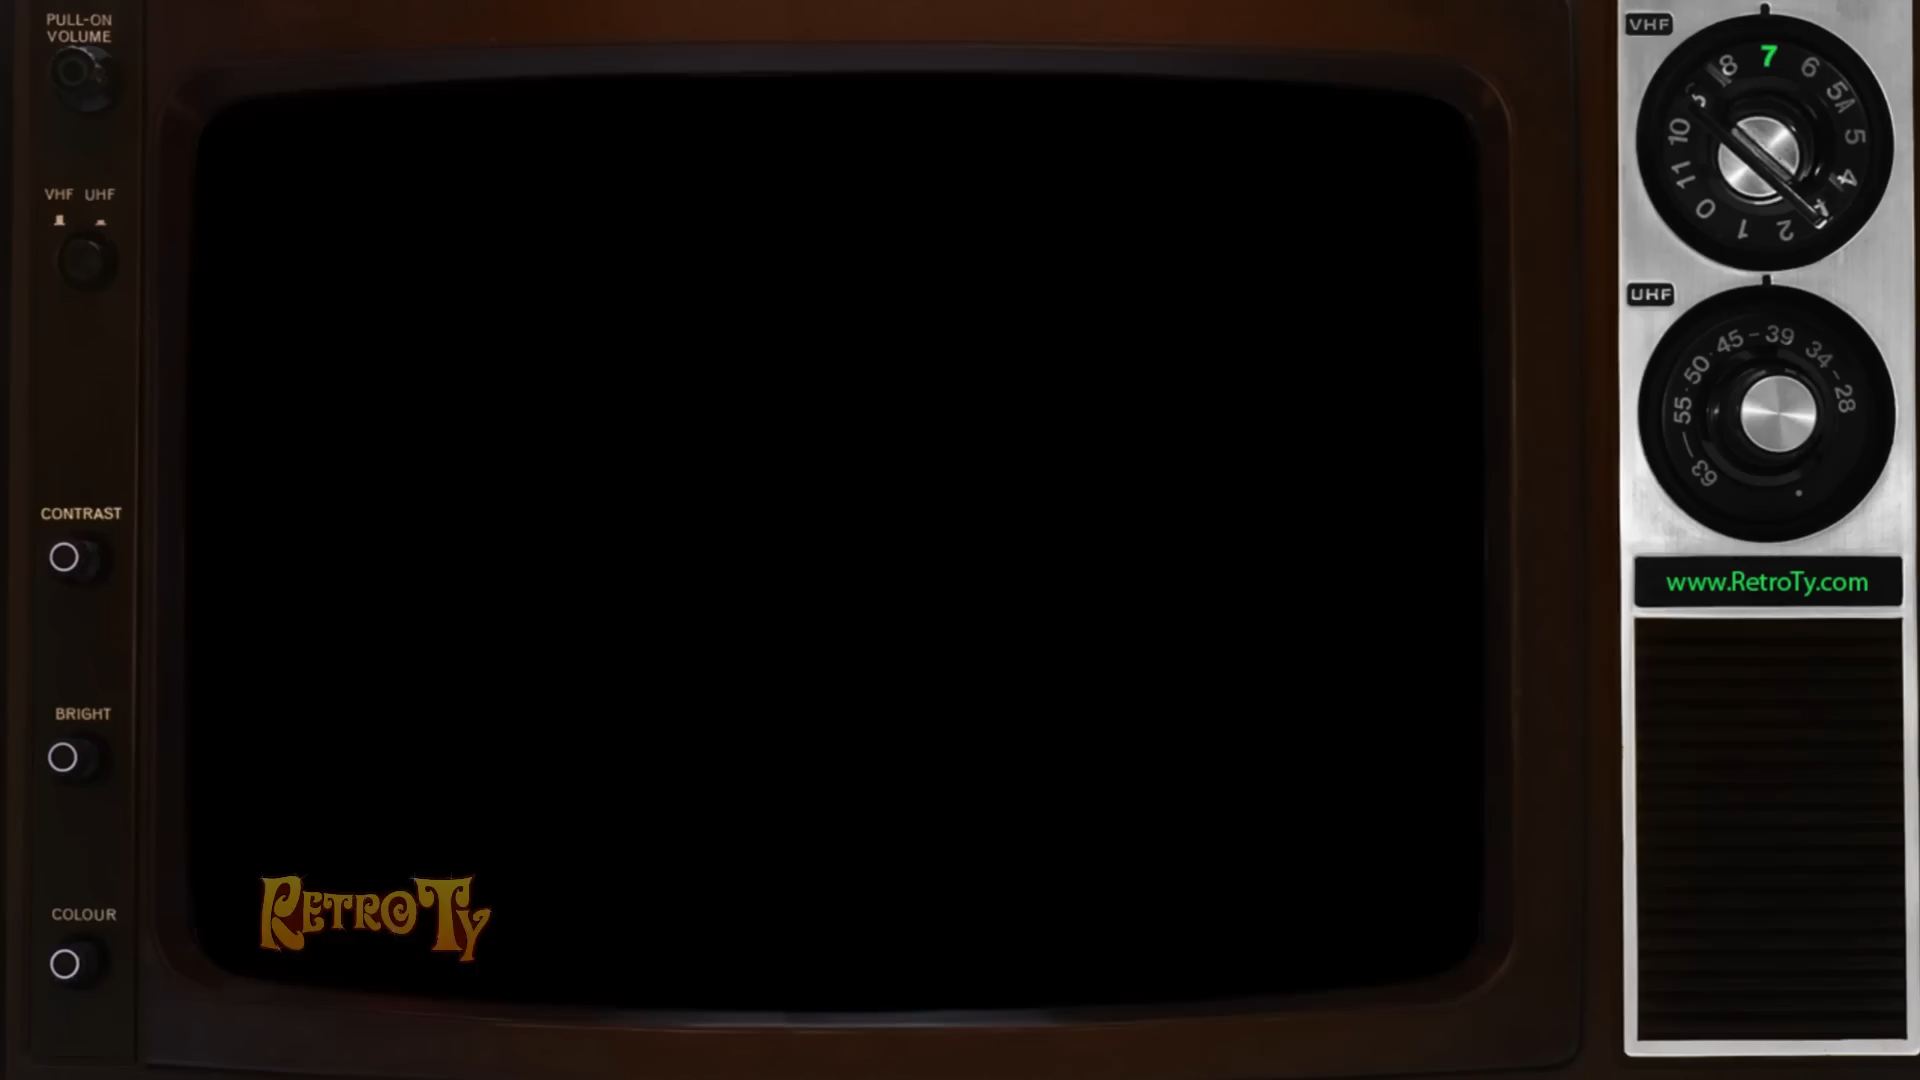 PULL-ON
VOLUME
VHF UHF
CONTRAST
BRIGHT
COLOUR
RETROTY
VHF
7
6
5A
5
4
2
1
0
11
10
8
UHF
63
55
50
45
39
34
28
www.RetroTy.com